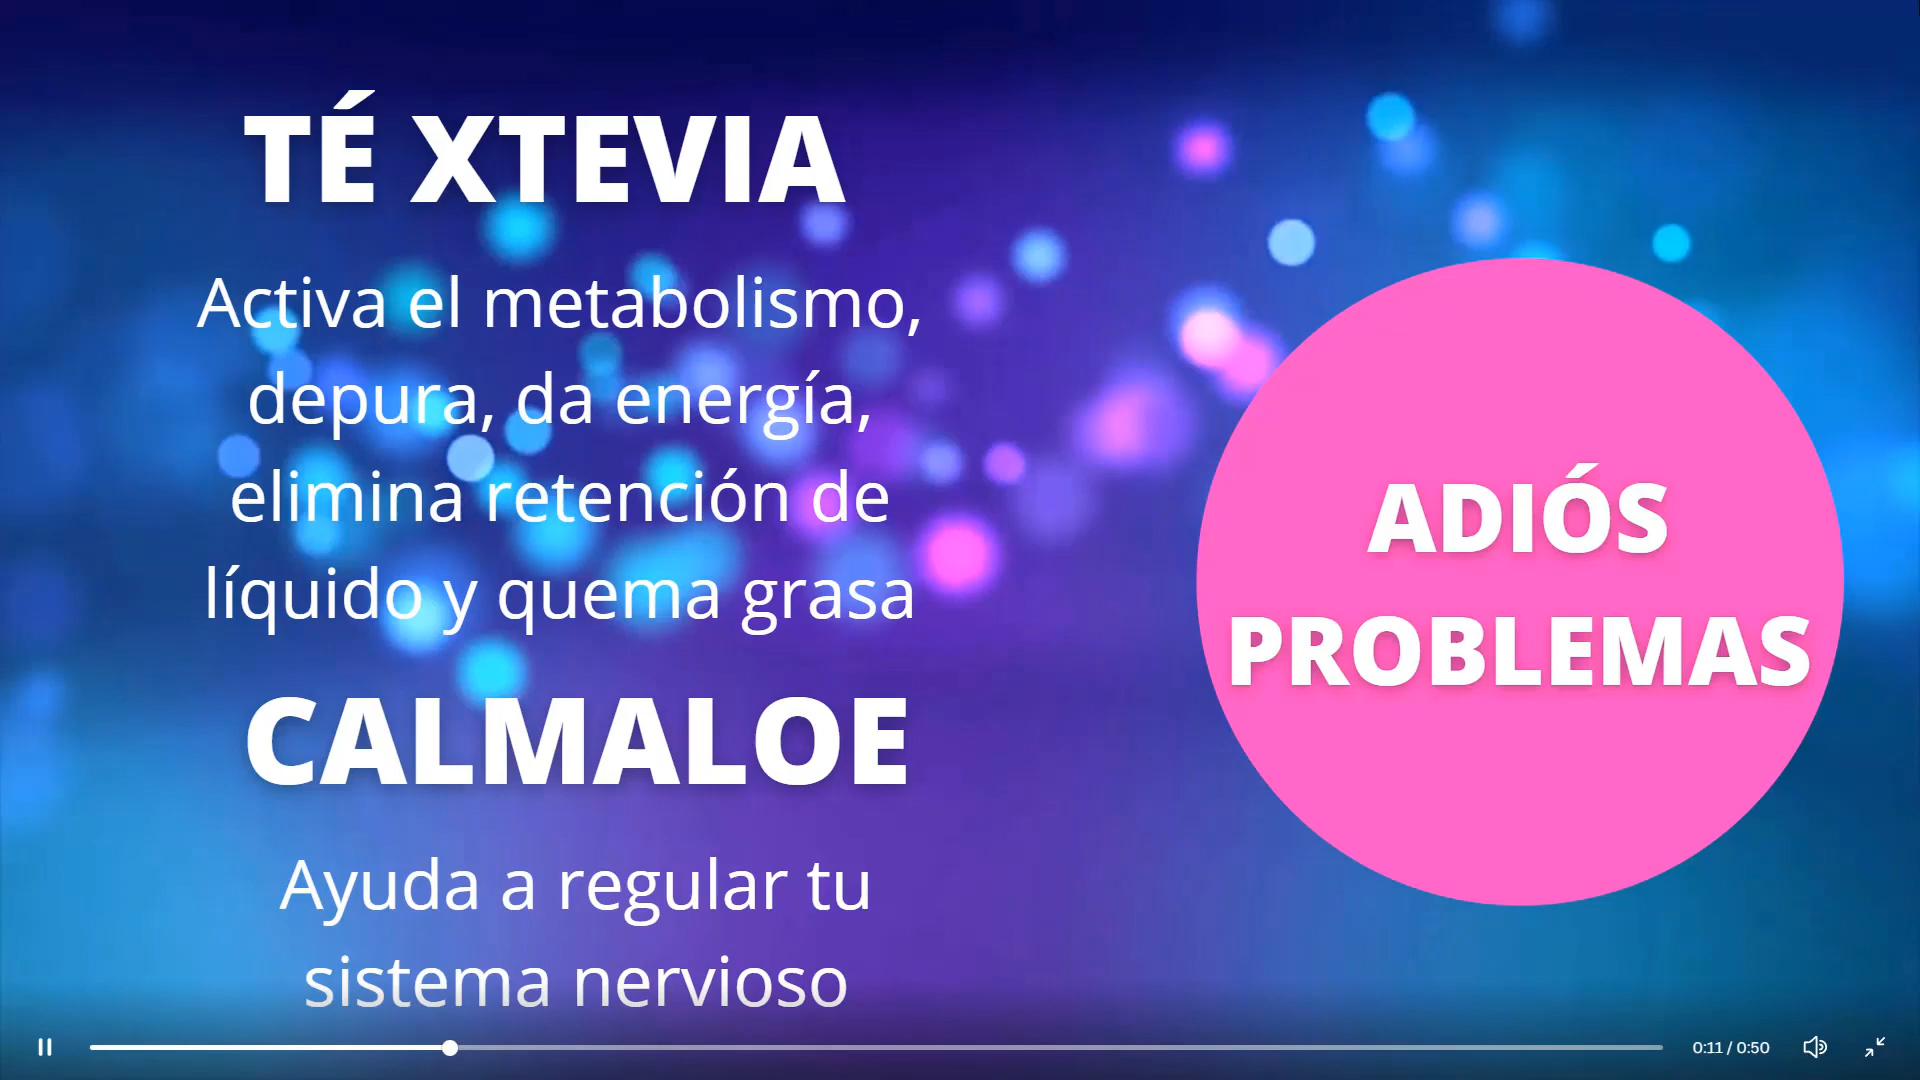 TÉ XTEVIA
Activa el metabolismo,
depura, da energía,
elimina retención de
líquido y quema grasa
CALMALOE
Ayuda a regular tu
sistema nervioso
ADIÓS
PROBLEMAS
0:11 / 0:50